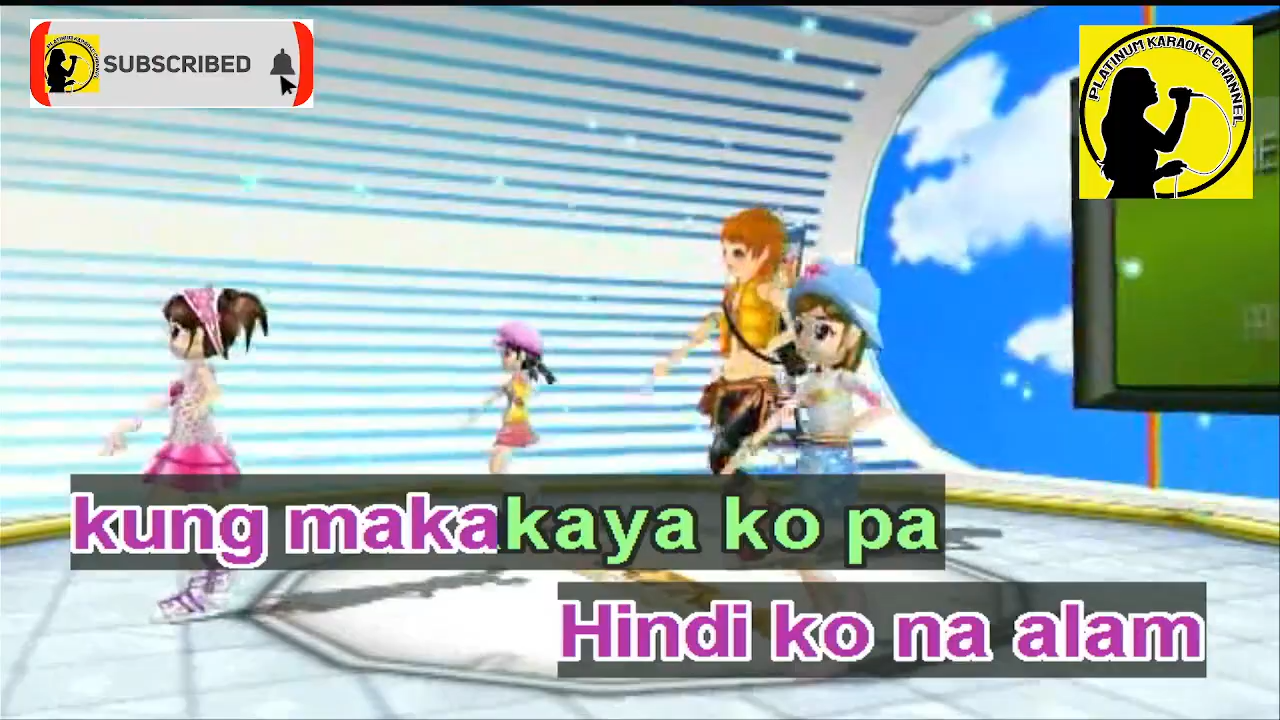 SUBSCRIBED
PLATINUM KARAOKE CHANNEL
kung makakaya ko pa
Hindi ko na alam